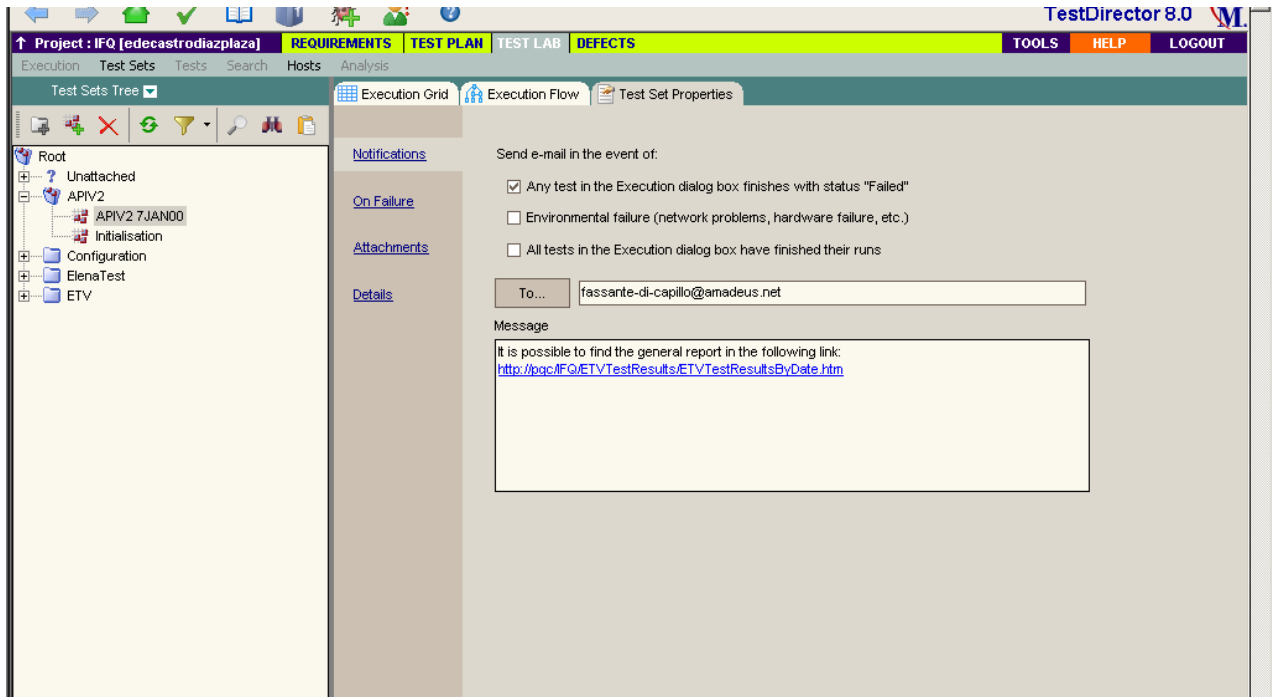 TestDirector 8.0
Project : IFQ [edecastrodiazplaza] REQUIREMENTS TEST PLAN TEST LAB DEFECTS TOOLS HELP LOGOUT
Execution Test Sets Tests Search Hosts Analysis
Test Sets Tree
Execution Grid Execution Flow Test Set Properties
Root
Unattached
APIV2
APIV2 7JAN00
Initialisation
Configuration
ElenaTest
ETV
Notifications
On Failure
Attachments
Details
Send e-mail in the event of:
Any test in the Execution dialog box finishes with status "Failed"
Environmental failure (network problems, hardware failure, etc.)
All tests in the Execution dialog box have finished their runs
To... fassante-di-capillo@amadeus.net
Message
It is possible to find the general report in the following link:
http://pqc/IFQ/ETVTestResults/ETVTestResultsByDate.htm